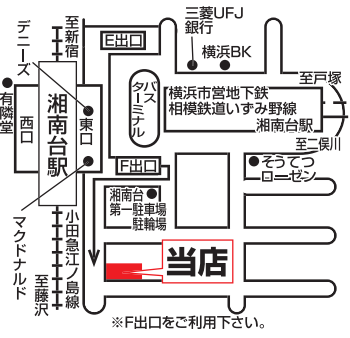 三菱UFJ
銀行
横浜BK
至新宿
デニーズ
E出口
至戸塚
バス
ターミナル
横浜市営地下鉄
相模鉄道いずみ野線
湘南台駅
有隣堂
西口
湘南台駅
東口
至二俣川
F出口
そうてつ
ローゼン
湘南台
第一駐車場
駐輪場
マクドナルド
小田急江ノ島線
至藤沢
当店
※F出口をご利用下さい。